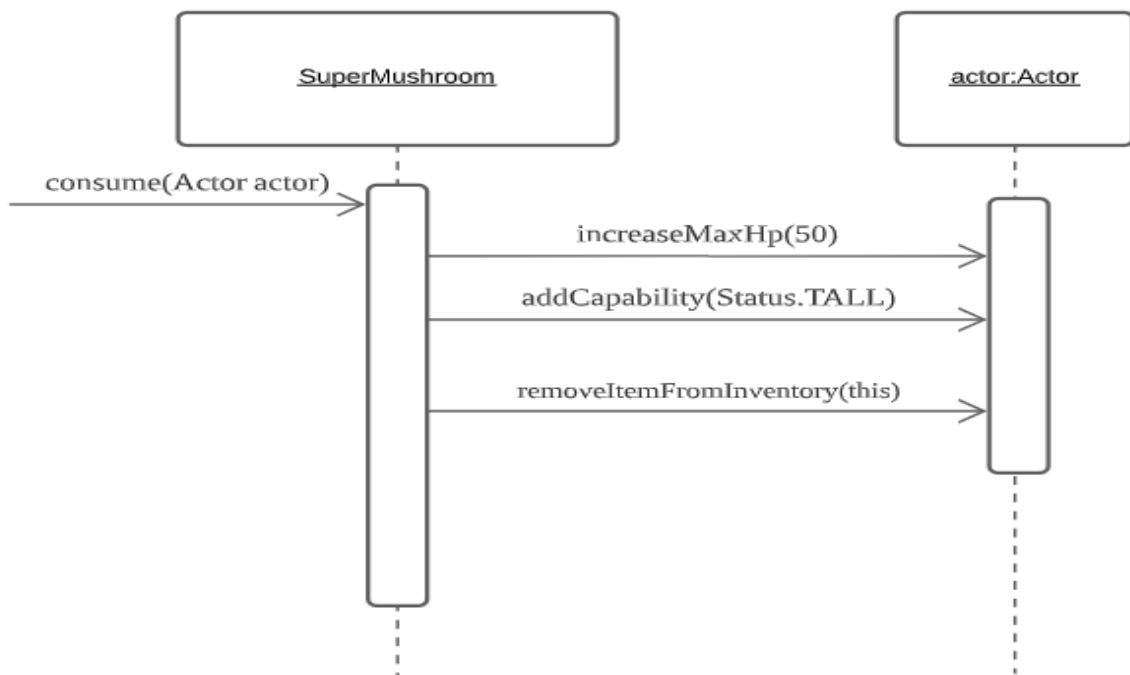 SuperMushroom
actor:Actor
consume(Actor actor)
increaseMaxHp(50)
addCapability(Status.TALL)
removeItemFromInventory(this)